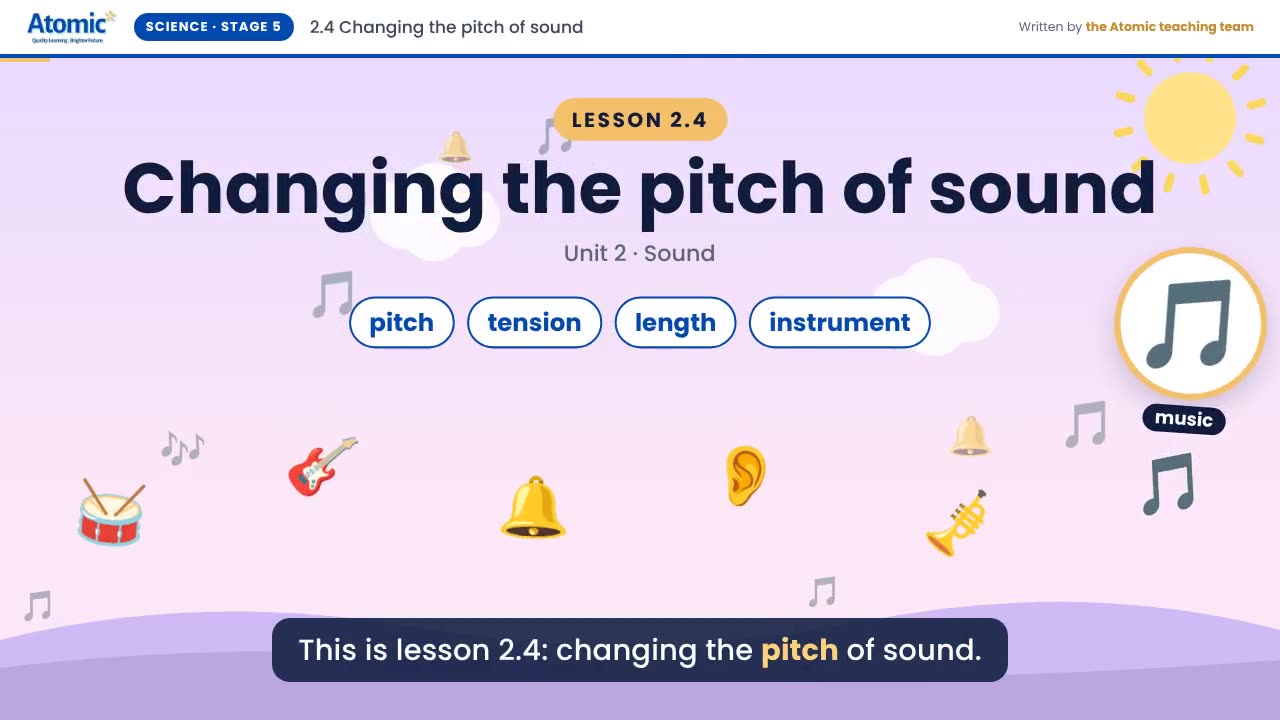 Atomic
Quality Learning. Brighter Future.
SCIENCE · STAGE 5
2.4 Changing the pitch of sound
Written by the Atomic teaching team
LESSON 2.4
Changing the pitch of sound
Unit 2 · Sound
pitch
tension
length
instrument
music
This is lesson 2.4: changing the pitch of sound.